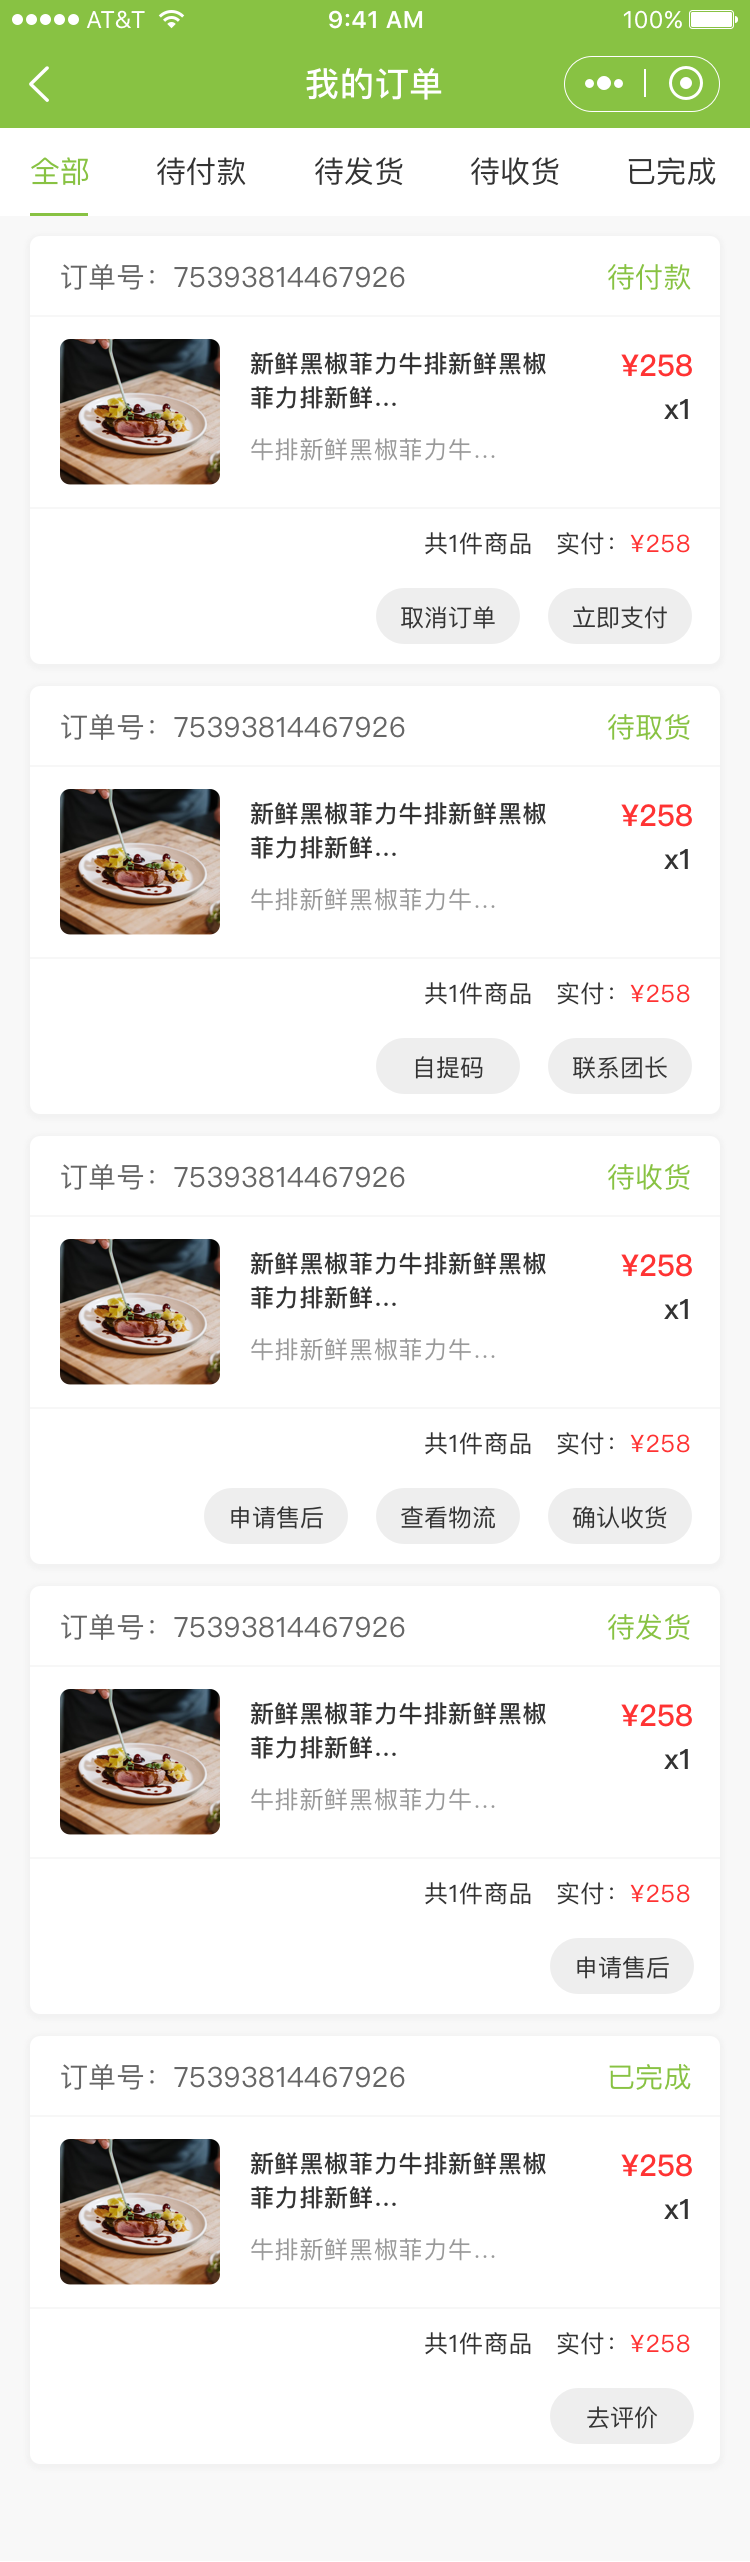 AT&T 9:41 AM 100%
我的订单
全部 待付款 待发货 待收货 已完成
订单号：75393814467926 待付款
新鲜黑椒菲力牛排新鲜黑椒 ¥258
菲力排新鲜... x1
牛排新鲜黑椒菲力牛...
共1件商品 实付：¥258
取消订单 立即支付
订单号：75393814467926 待取货
新鲜黑椒菲力牛排新鲜黑椒 ¥258
菲力排新鲜... x1
牛排新鲜黑椒菲力牛...
共1件商品 实付：¥258
自提码 联系团长
订单号：75393814467926 待收货
新鲜黑椒菲力牛排新鲜黑椒 ¥258
菲力排新鲜... x1
牛排新鲜黑椒菲力牛...
共1件商品 实付：¥258
申请售后 查看物流 确认收货
订单号：75393814467926 待发货
新鲜黑椒菲力牛排新鲜黑椒 ¥258
菲力排新鲜... x1
牛排新鲜黑椒菲力牛...
共1件商品 实付：¥258
申请售后
订单号：75393814467926 已完成
新鲜黑椒菲力牛排新鲜黑椒 ¥258
菲力排新鲜... x1
牛排新鲜黑椒菲力牛...
共1件商品 实付：¥258
去评价